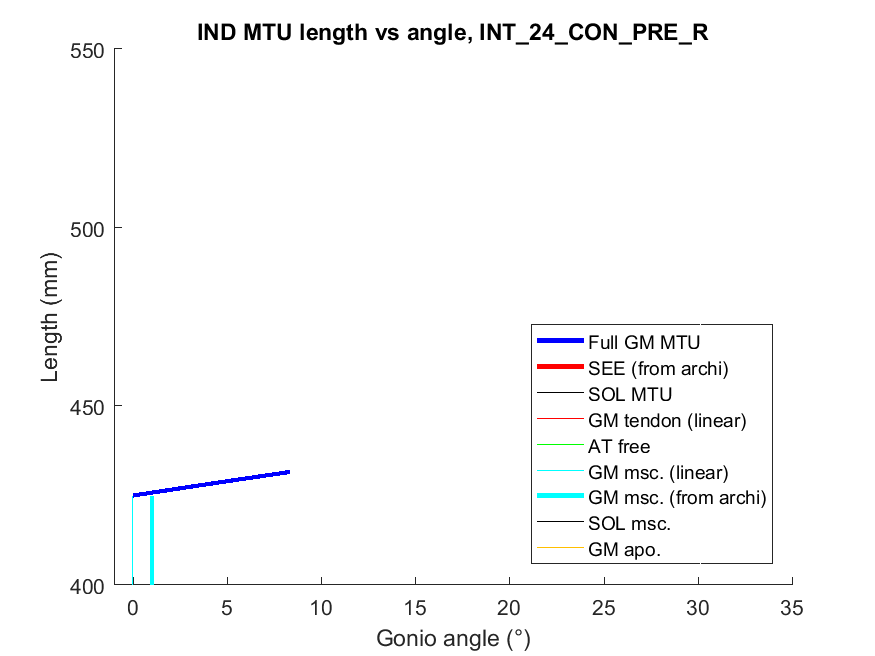 IND MTU length vs angle, INT_24_CON_PRE_R
550
500
450
400
Length (mm)
0 5 10 15 20 25 30 35
Gonio angle (°)
Full GM MTU
SEE (from archi)
SOL MTU
GM tendon (linear)
AT free
GM msc. (linear)
GM msc. (from archi)
SOL msc.
GM apo.